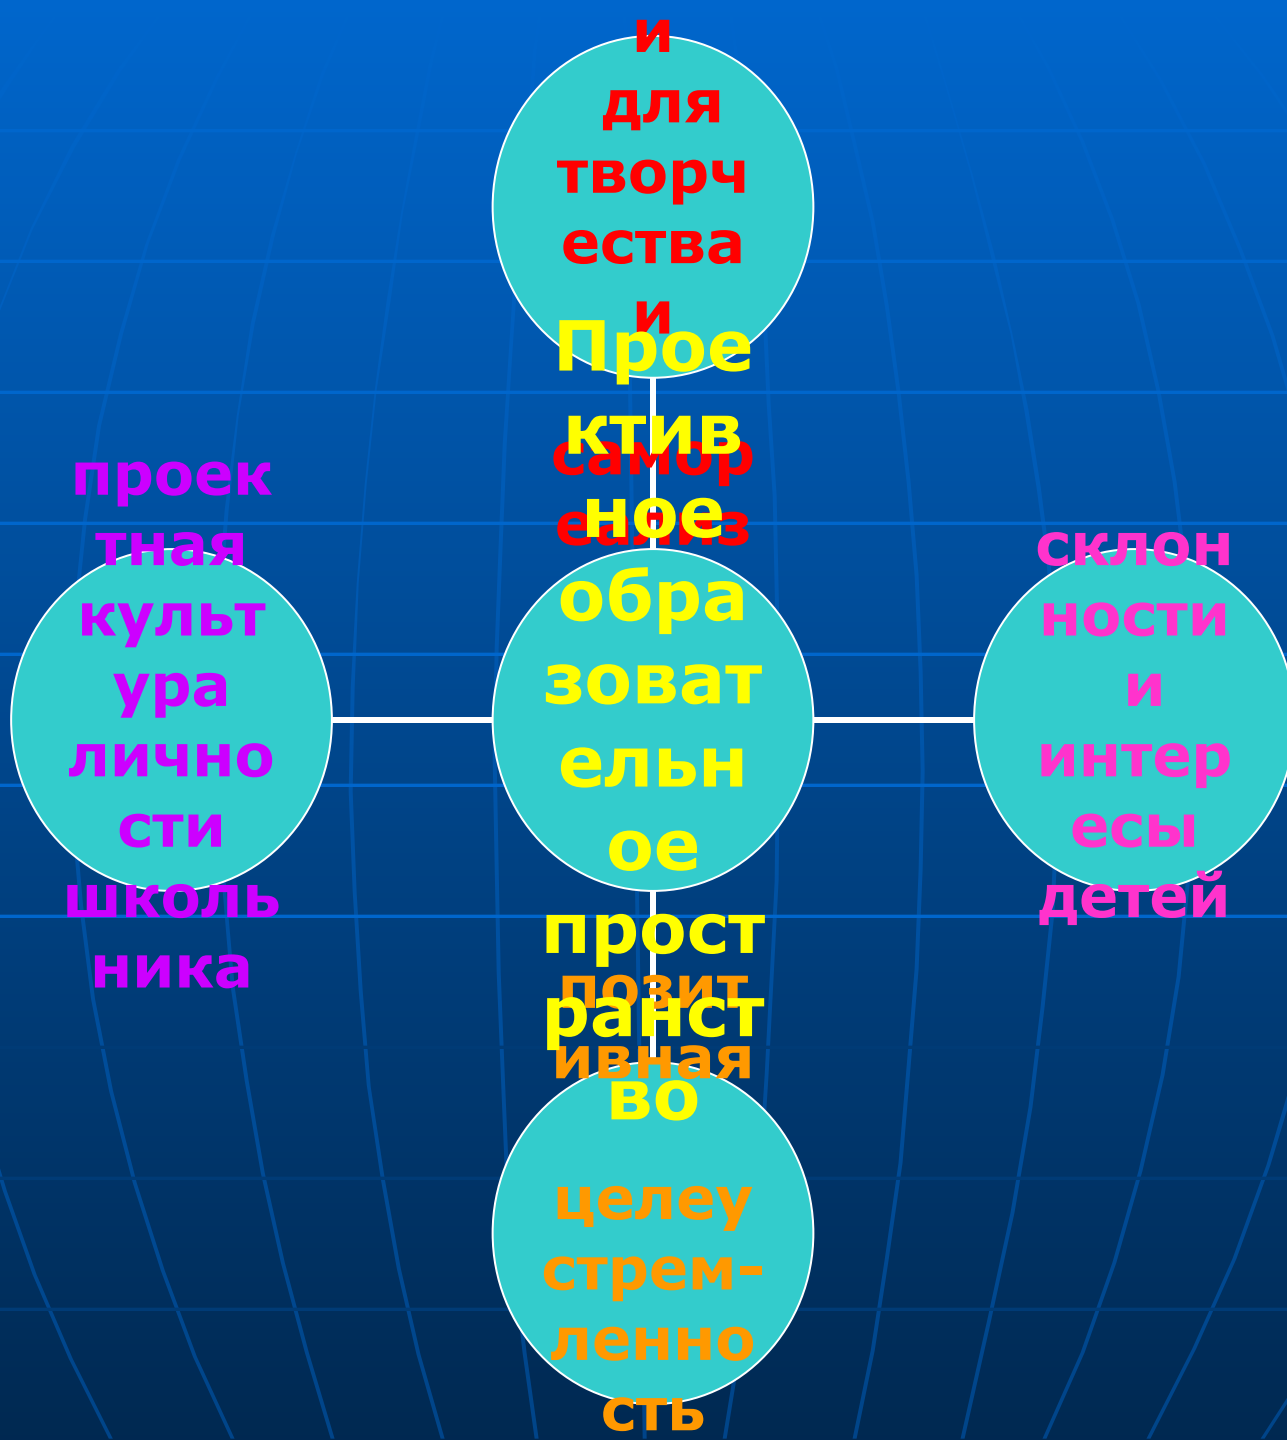 и
для
творч
ества
и
самор
еализ
проек
тная
культ
ура
лично
сти
школь
ника
Прое
ктив
ное
обра
зоват
ельн
ое
прост
ранст
во
склон
ности
и
интер
есы
детей
позит
ивная
целеу
стрем-
ленно
сть